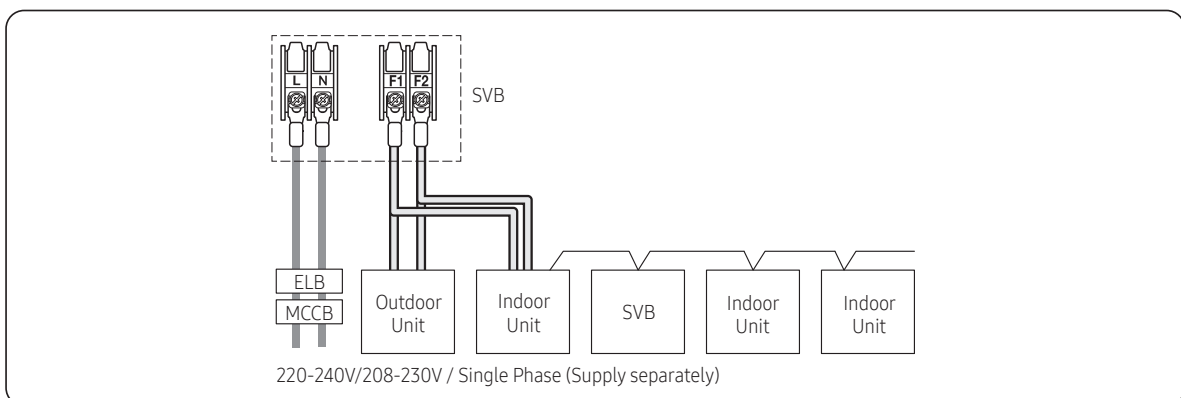 L N F1 F2
SVB
ELB
MCCB
Outdoor
Unit
Indoor
Unit
SVB
Indoor
Unit
Indoor
Unit
220-240V/208-230V / Single Phase (Supply separately)